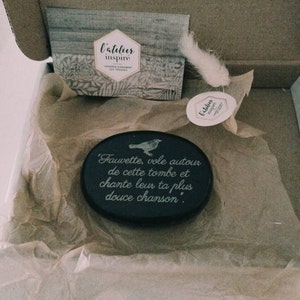 l'atelier
inspiré
l'atelier
inspiré
"Fauvette, vole autour
de cette tombe et
chante leur ta plus
douce chanson".